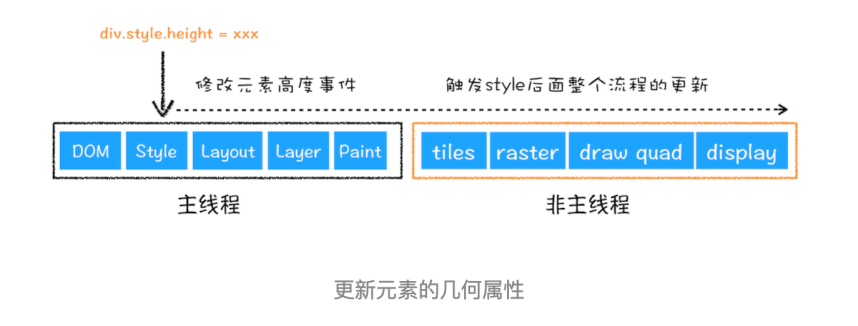 div.style.height = xxx
修改元素高度事件
触发style后面整个流程的更新
DOM
Style
Layout
Layer
Paint
tiles
raster
draw quad
display
主线程
非主线程
更新元素的几何属性